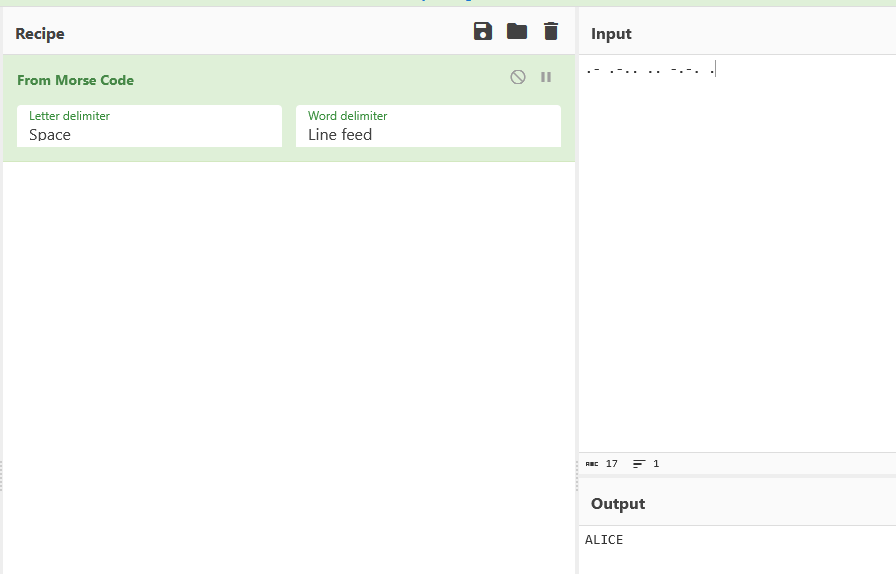 Recipe
From Morse Code
Letter delimiter
Space
Word delimiter
Line feed
Input
.- .-.. .. -.-. .
ABC 17 1
Output
ALICE